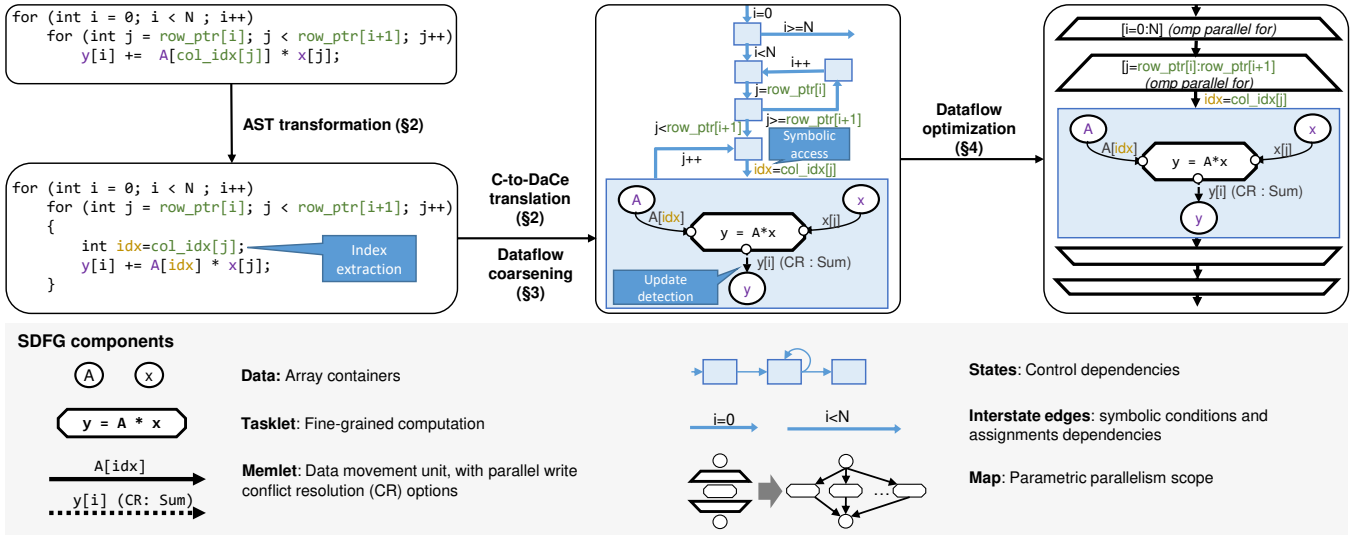 for (int i = 0; i < N ; i++)
for (int j = row_ptr[i]; j < row_ptr[i+1]; j++)
y[i] += A[col_idx[j]] * x[j];
AST transformation (§2)
for (int i = 0; i < N ; i++)
for (int j = row_ptr[i]; j < row_ptr[i+1]; j++)
{
int idx=col_idx[j];
y[i] += A[idx] * x[j];
}
Index
extraction
C-to-DaCe
translation
(§2)
Dataflow
coarsening
(§3)
i=0
i>=N
i<N
i++
j=row_ptr[i]
j>=row_ptr[i+1]
j<row_ptr[i+1]
Symbolic
access
j++
idx=col_idx[j]
A
x
A[idx]
x[j]
y = A*x
y[i] (CR : Sum)
Update
detection
y
Dataflow
optimization
(§4)
[i=0:N] (omp parallel for)
[j=row_ptr[i]:row_ptr[i+1]
(omp parallel for)
idx=col_idx[j]
A
x
A[idx]
x[j]
y = A*x
y[i] (CR : Sum)
y
SDFG components
A
x
Data: Array containers
y = A * x
Tasklet: Fine-grained computation
A[idx]
y[i] (CR: Sum)
Memlet: Data movement unit, with parallel write
conflict resolution (CR) options
States: Control dependencies
i=0
i<N
Interstate edges: symbolic conditions and
assignments dependencies
...
Map: Parametric parallelism scope